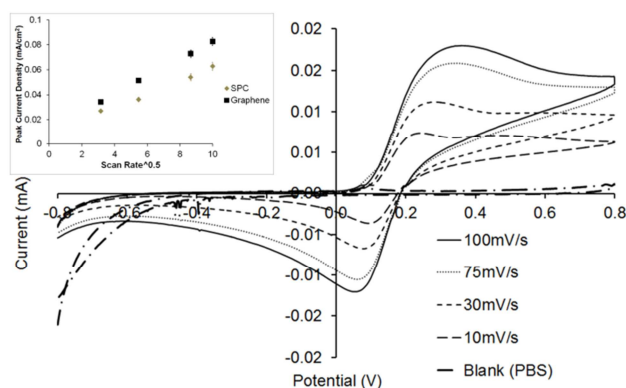 0.1
0.08
0.06
0.04
0.02
0
Peak Current Density (mA/cm²)
0 2 4 6 8 10
Scan Rate^0.5
SPC
Graphene
0.02
0.02
0.01
0.01
0.00
-0.01
-0.01
-0.02
-0.02
-0.8 -0.6 -0.4 -0.2 0.0 0.2 0.4 0.6 0.8
Current (mA)
Potential (V)
100mV/s
75mV/s
30mV/s
10mV/s
Blank (PBS)